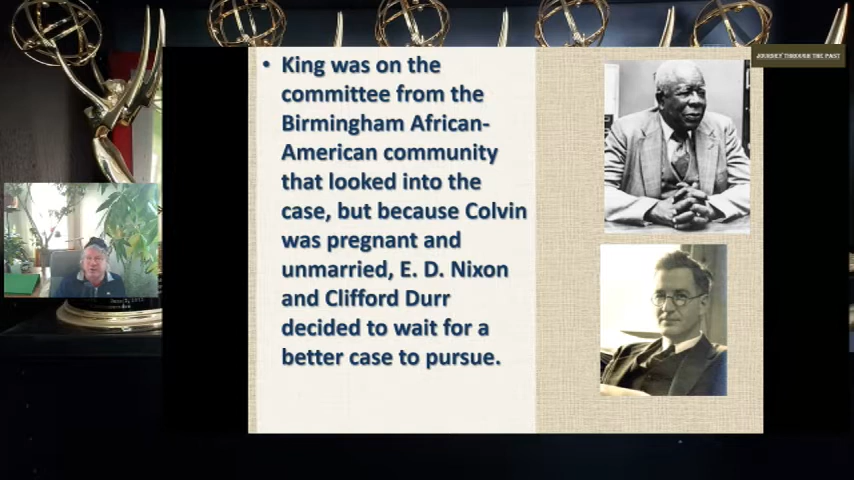 JOURNEY THROUGH THE PAST
• King was on the
committee from the
Birmingham African-
American community
that looked into the
case, but because Colvin
was pregnant and
unmarried, E. D. Nixon
and Clifford Durr
decided to wait for a
better case to pursue.